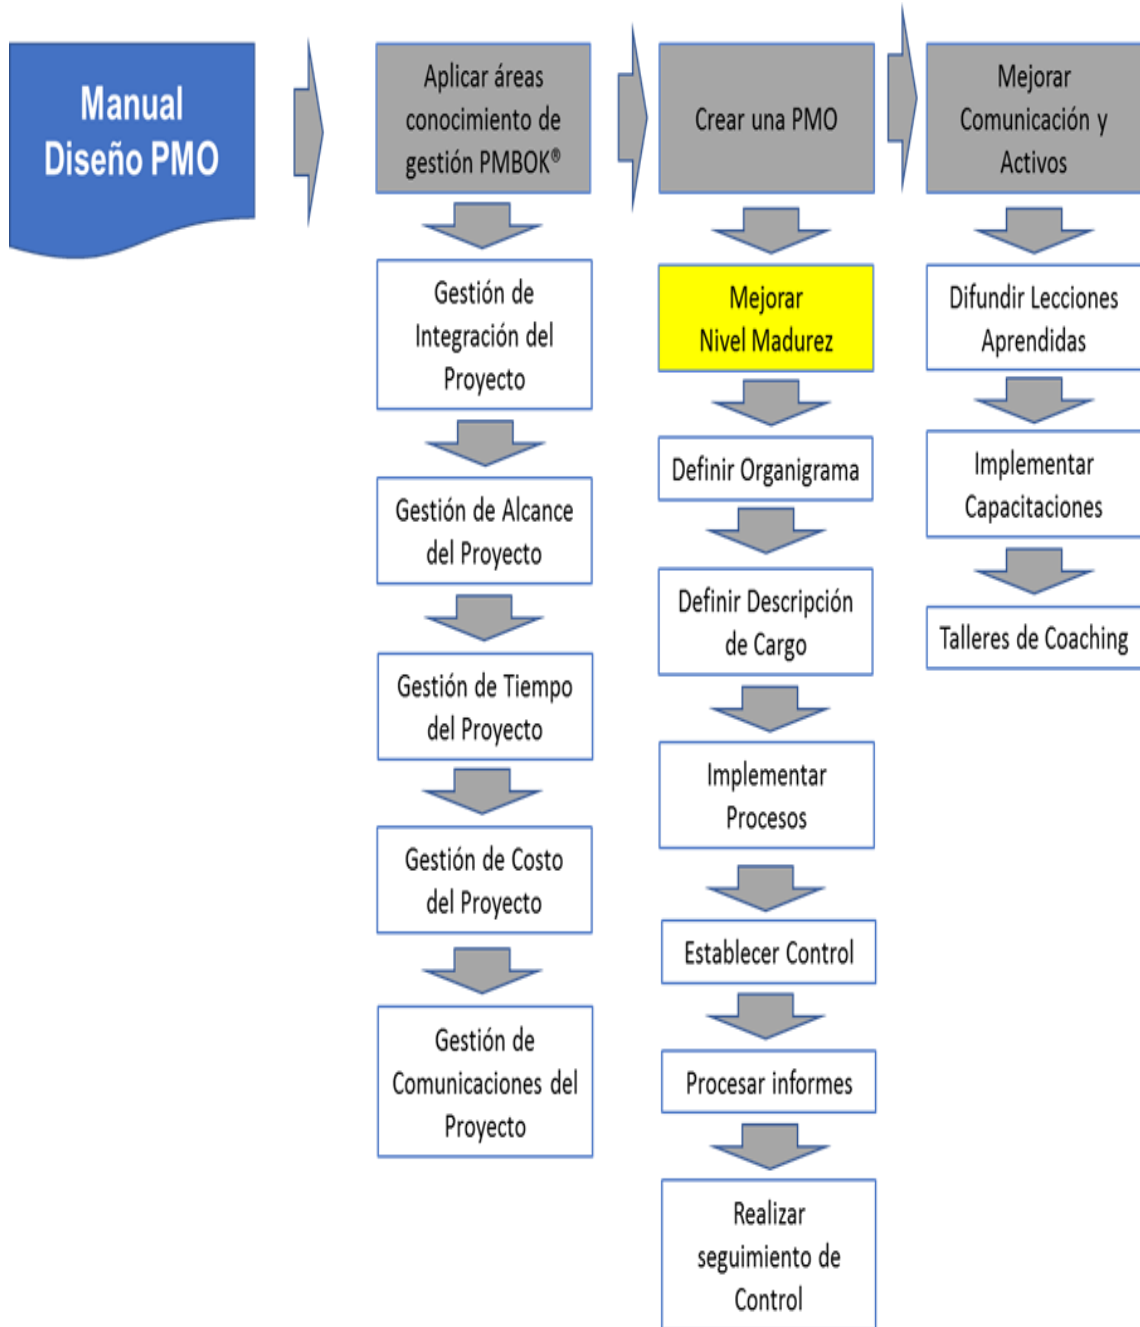 Manual
Diseño PMO
Aplicar áreas
conocimiento de
gestión PMBOK®
Gestión de
Integración del
Proyecto
Gestión de Alcance
del Proyecto
Gestión de Tiempo
del Proyecto
Gestión de Costo
del Proyecto
Gestión de
Comunicaciones del
Proyecto
Crear una PMO
Mejorar
Nivel Madurez
Definir Organigrama
Definir Descripción
de Cargo
Implementar
Procesos
Establecer Control
Procesar informes
Realizar
seguimiento de
Control
Mejorar
Comunicación y
Activos
Difundir Lecciones
Aprendidas
Implementar
Capacitaciones
Talleres de Coaching